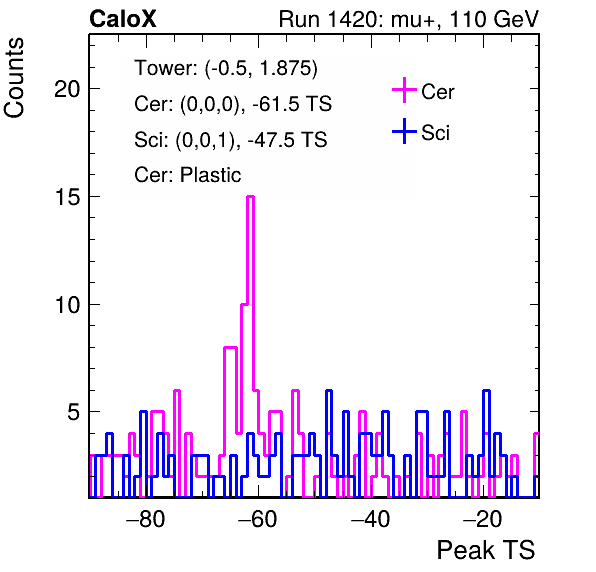 CaloX Run 1420: mu+, 110 GeV
Counts
Tower: (-0.5, 1.875)
Cer: (0,0,0), -61.5 TS
Sci: (0,0,1), -47.5 TS
Cer: Plastic
Cer
Sci
20
15
10
5
−80 −60 −40 −20
Peak TS